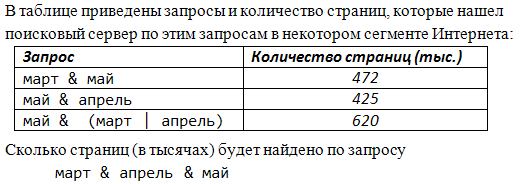 В таблице приведены запросы и количество страниц, которые нашел
поисковый сервер по этим запросам в некотором сегменте Интернета:
Запрос Количество страниц (тыс.)
март & май 472
май & апрель 425
май & (март | апрель) 620
Сколько страниц (в тысячах) будет найдено по запросу
март & апрель & май